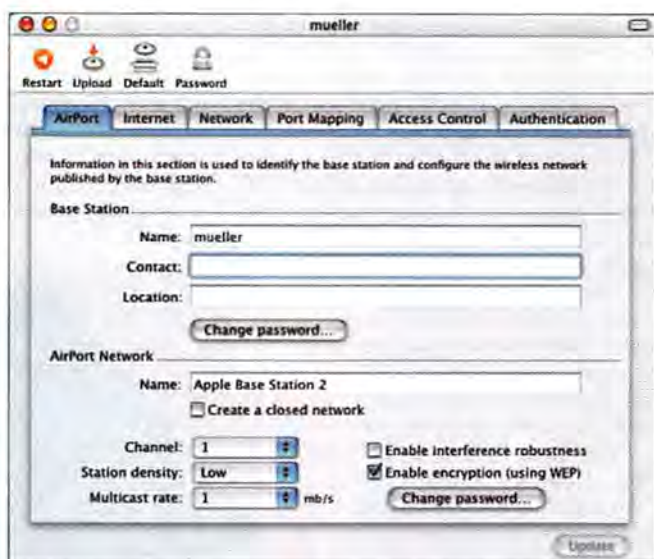 mueller
Restart Upload Default Password
AirPort Internet Network Port Mapping Access Control Authentication
Information in this section is used to identify the base station and configure the wireless network
published by the base station.
Base Station
Name: mueller
Contact:
Location:
Change password...
AirPort Network
Name: Apple Base Station 2
Create a closed network
Channel: 1
Enable interference robustness
Station density: Low
Enable encryption (using WEP)
Multicast rate: 1 mb/s
Change password...
Update